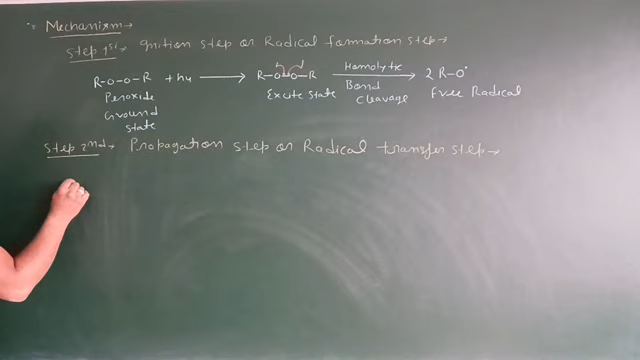 ∵ Mechanism→
Step 1st→ Ignition Step or Radical formation step→
R-O-O-R + hν ⟶ R-O-O-R Homolytic Bond cleavage ⟶ 2 R-O•
Peroxide Ground state
Excite state
Free Radical
Step 2nd→ Propagation step or Radical transfer step→